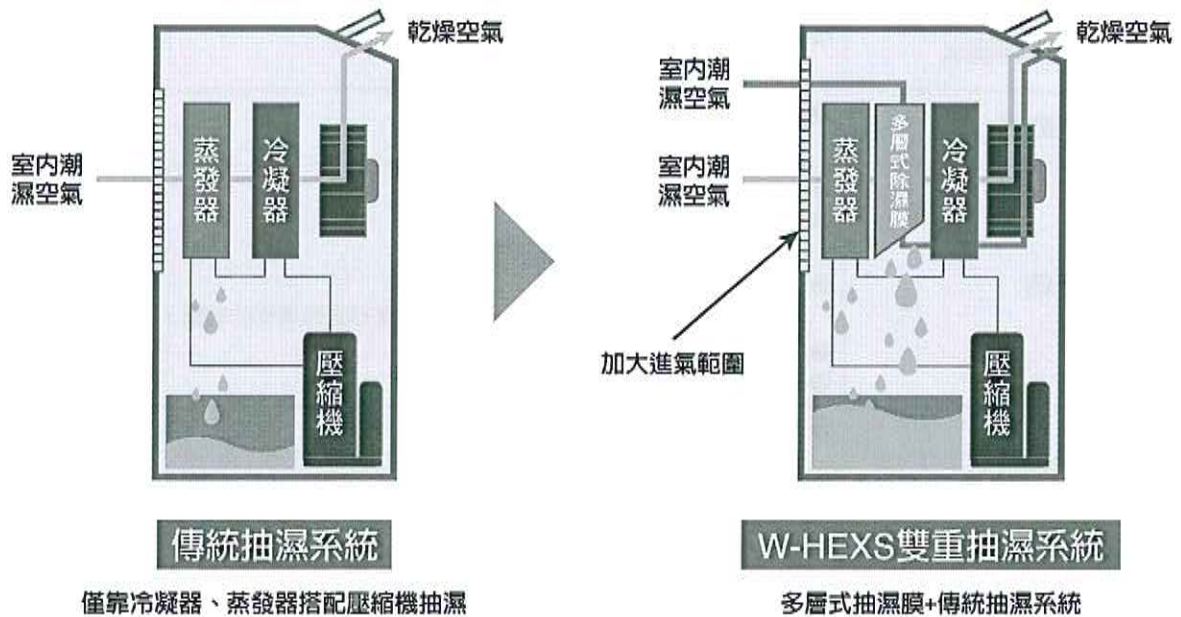 乾燥空氣
室内潮
濕空氣
蒸發器
冷凝器
壓縮機
傳統抽濕系統
僅靠冷凝器、蒸發器搭配壓縮機抽濕
乾燥空氣
室内潮
濕空氣
室内潮
濕空氣
蒸發器
多層式除濕膜
冷凝器
加大進氣範圍
壓縮機
W-HEXS雙重抽濕系統
多層式抽濕膜+傳統抽濕系統